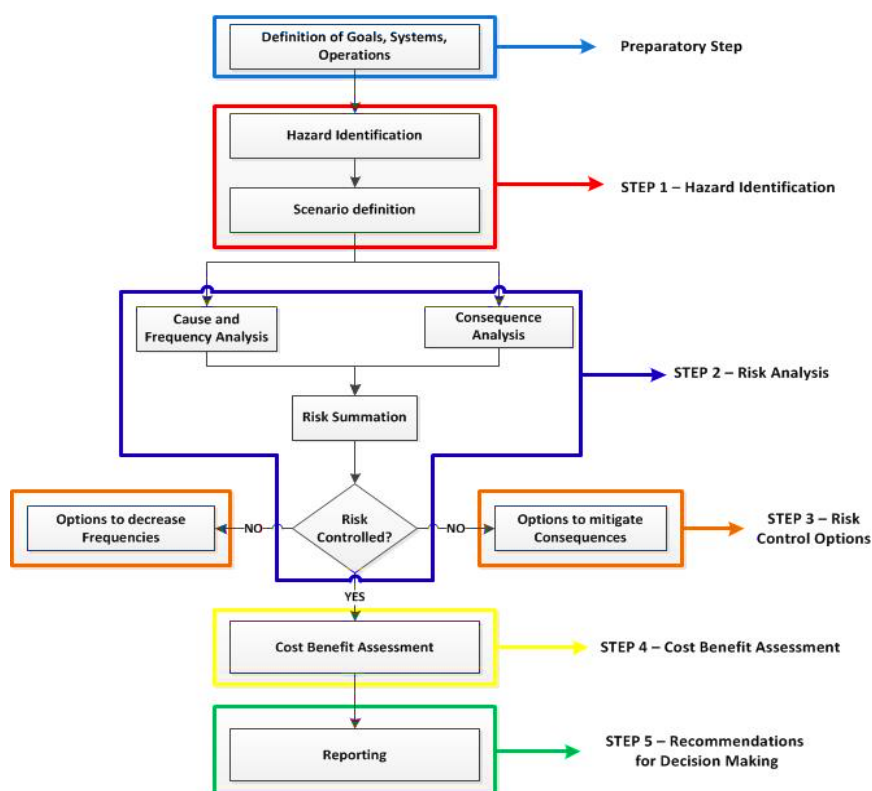 Definition of Goals, Systems,
Operations
Preparatory Step
Hazard Identification
STEP 1 – Hazard Identification
Scenario definition
Cause and
Frequency Analysis
Consequence
Analysis
STEP 2 – Risk Analysis
Risk Summation
Options to decrease
Frequencies
NO
Risk
Controlled?
NO
Options to mitigate
Consequences
STEP 3 – Risk
Control Options
YES
Cost Benefit Assessment
STEP 4 – Cost Benefit Assessment
Reporting
STEP 5 – Recommendations
for Decision Making